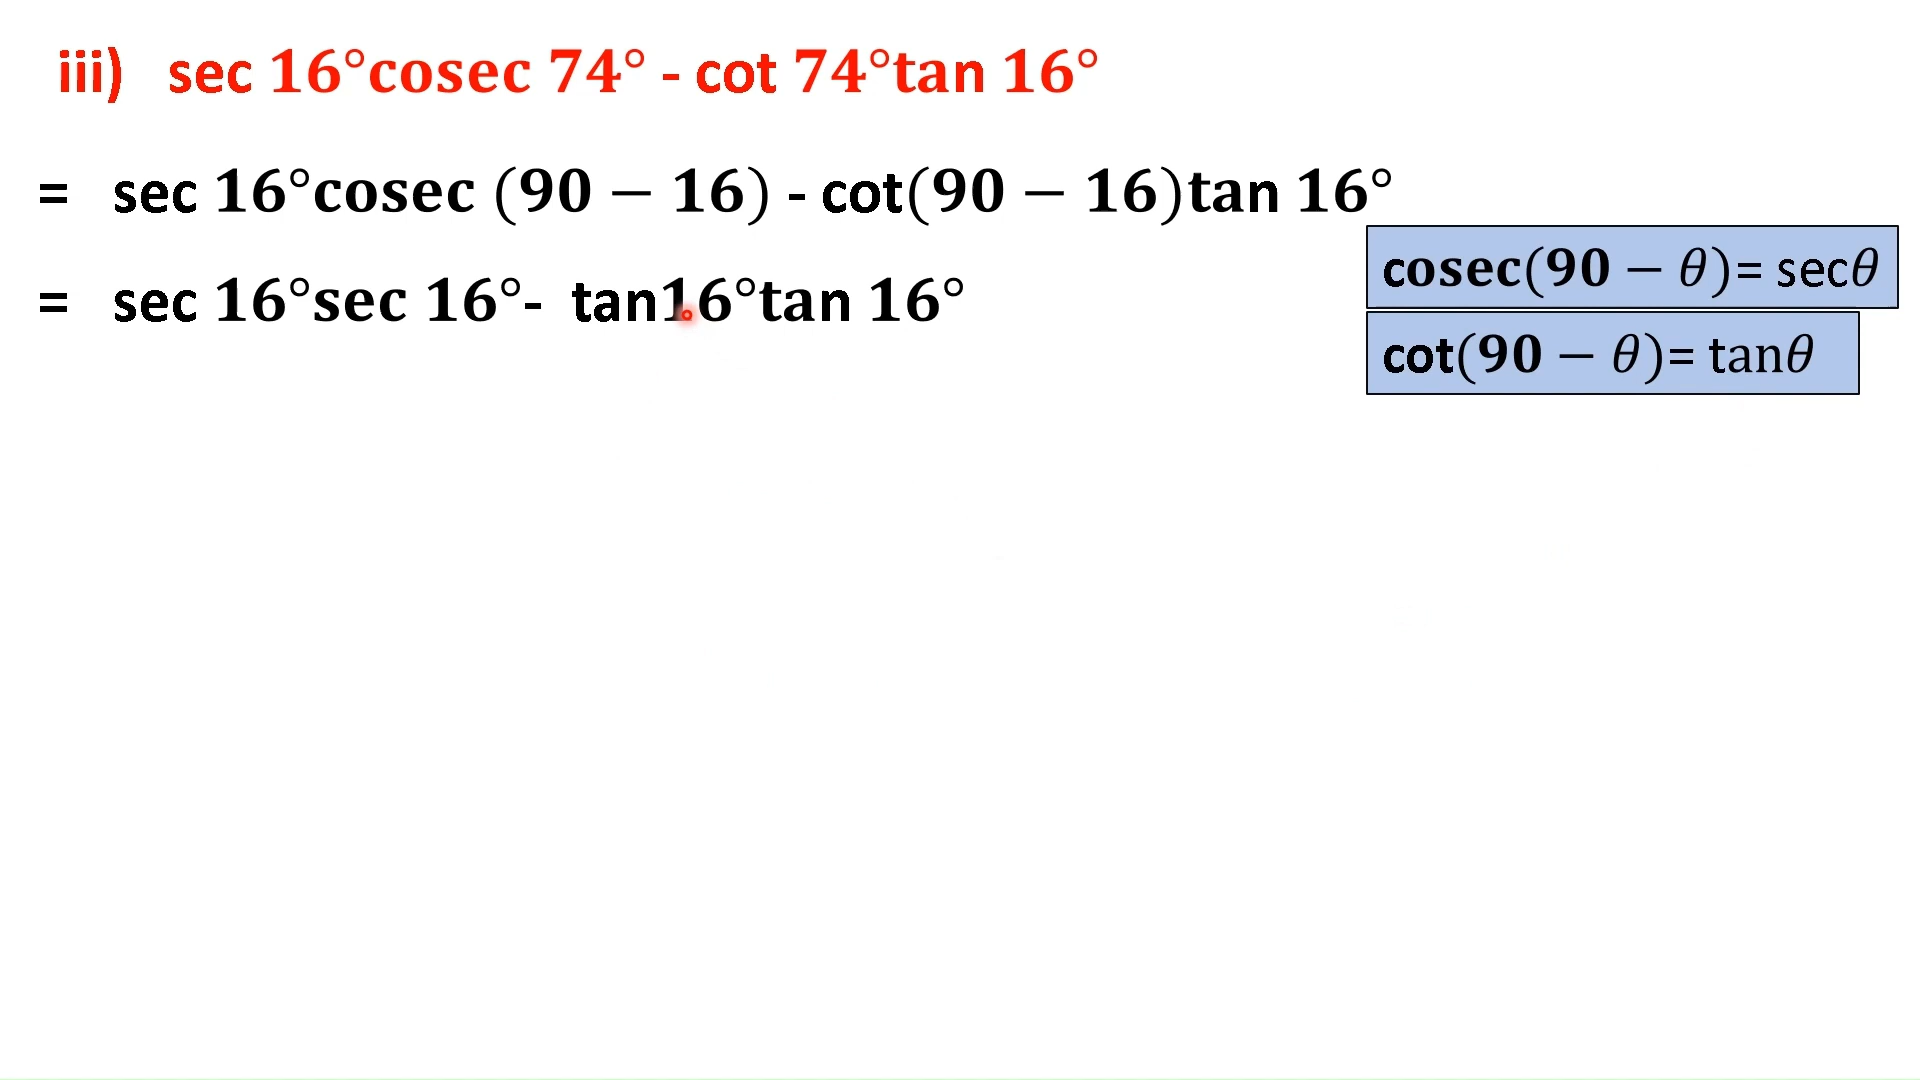 iii) sec 16°cosec 74° - cot 74°tan 16°
= sec 16°cosec (90 − 16) - cot(90 − 16)tan 16°
cosec(90 − θ)= secθ
= sec 16°sec 16°- tan16°tan 16°
cot(90 − θ)= tanθ